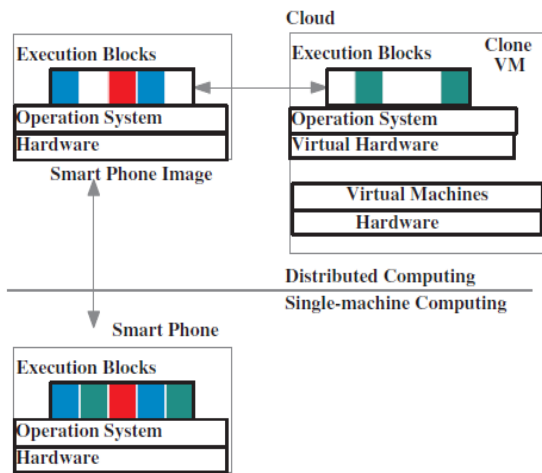 Cloud
Execution Blocks
Operation System
Hardware
Smart Phone Image
Execution Blocks
Clone
VM
Operation System
Virtual Hardware
Virtual Machines
Hardware
Distributed Computing
Single-machine Computing
Smart Phone
Execution Blocks
Operation System
Hardware